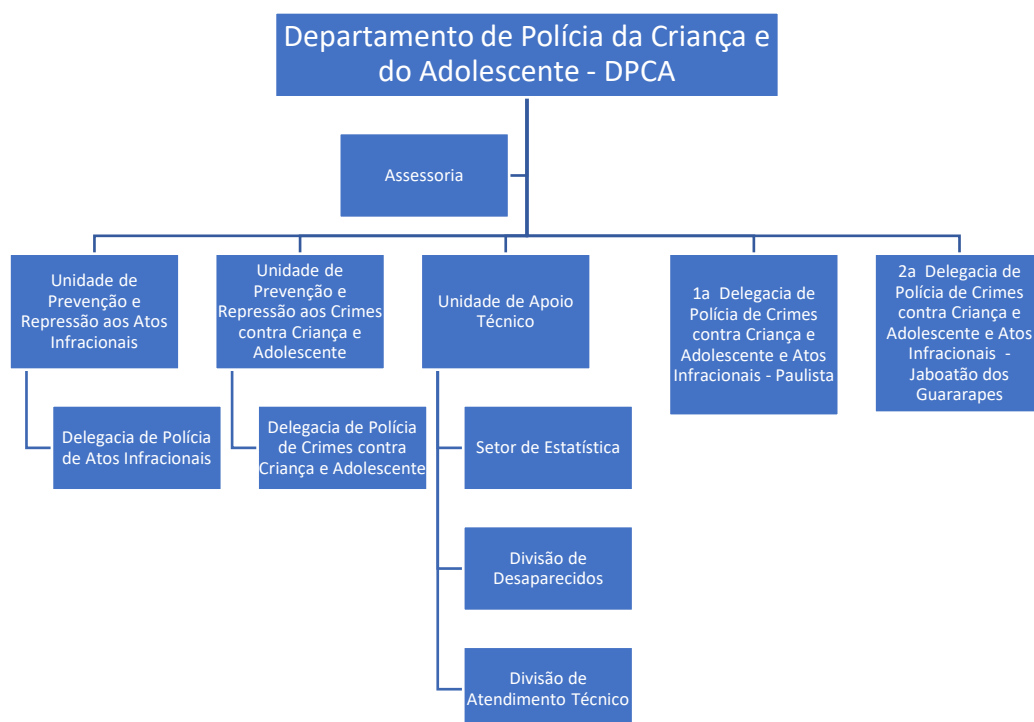 Departamento de Polícia da Criança e
do Adolescente - DPCA
Assessoria
Unidade de
Prevenção e
Repressão aos Atos
Infracionais
Unidade de
Prevenção e
Repressão aos Crimes
contra Criança e
Adolescente
Unidade de Apoio
Técnico
1a Delegacia de
Polícia de Crimes
contra Criança e
Adolescente e Atos
Infracionais - Paulista
2a Delegacia de
Polícia de Crimes
contra Criança e
Adolescente e Atos
Infracionais -
Jaboatão dos
Guararapes
Delegacia de Polícia
de Atos Infracionais
Delegacia de Polícia
de Crimes contra
Criança e Adolescente
Setor de Estatística
Divisão de
Desaparecidos
Divisão de
Atendimento Técnico